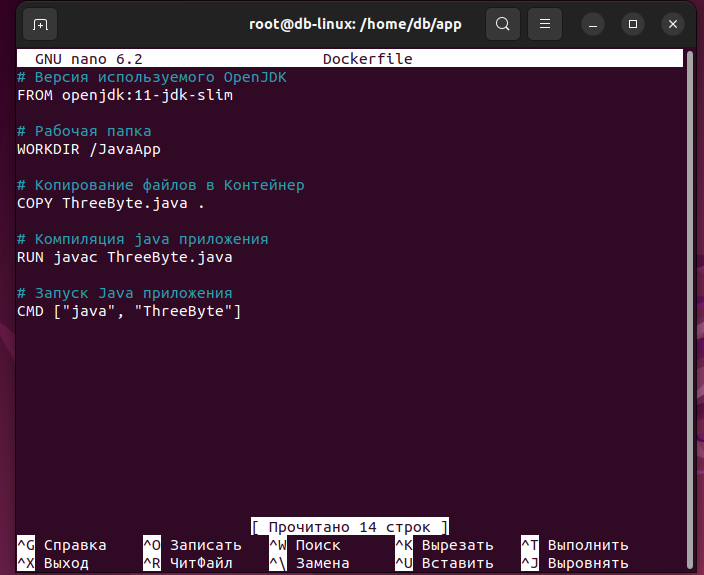 root@db-linux: /home/db/app
GNU nano 6.2 Dockerfile
# Версия используемого OpenJDK
FROM openjdk:11-jdk-slim
# Рабочая папка
WORKDIR /JavaApp
# Копирование файлов в Контейнер
COPY ThreeByte.java .
# Компиляция java приложения
RUN javac ThreeByte.java
# Запуск Java приложения
CMD ["java", "ThreeByte"]
[ Прочитано 14 строк ]
^G Справка ^O Записать ^W Поиск ^K Вырезать ^T Выполнить
^X Выход ^R ЧитФайл ^\ Замена ^U Вставить ^J Выровнять